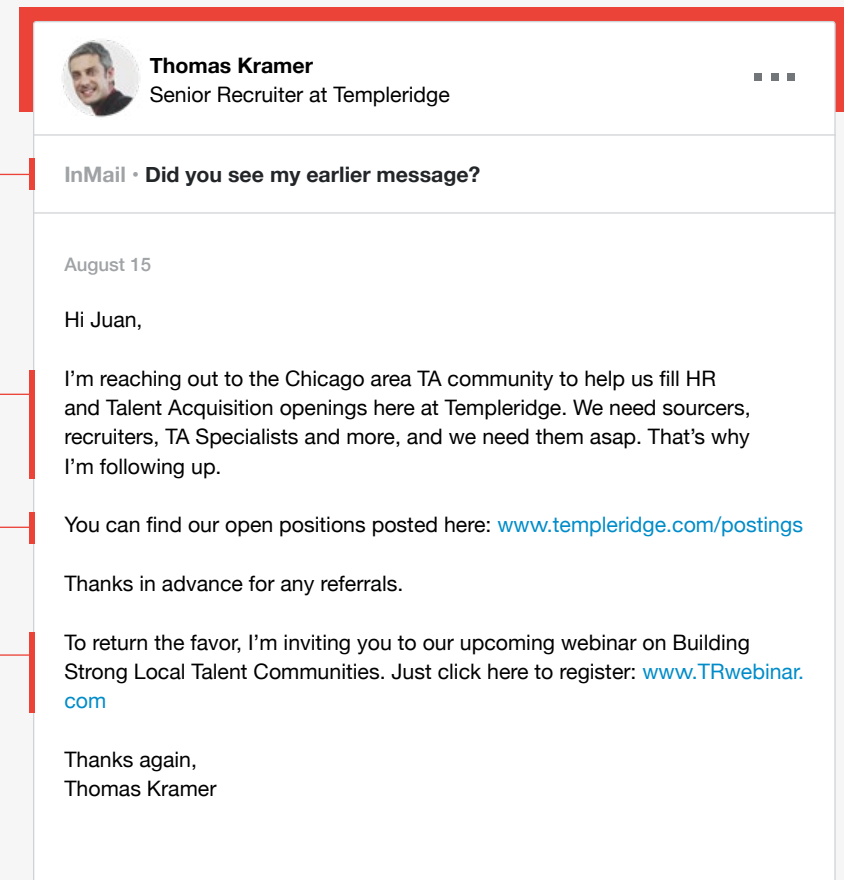 Thomas Kramer
Senior Recruiter at Templeridge
InMail • Did you see my earlier message?
August 15
Hi Juan,
I’m reaching out to the Chicago area TA community to help us fill HR
and Talent Acquisition openings here at Templeridge. We need sourcers,
recruiters, TA Specialists and more, and we need them asap. That’s why
I’m following up.
You can find our open positions posted here: www.templeridge.com/postings
Thanks in advance for any referrals.
To return the favor, I’m inviting you to our upcoming webinar on Building
Strong Local Talent Communities. Just click here to register: www.TRwebinar.
com
Thanks again,
Thomas Kramer